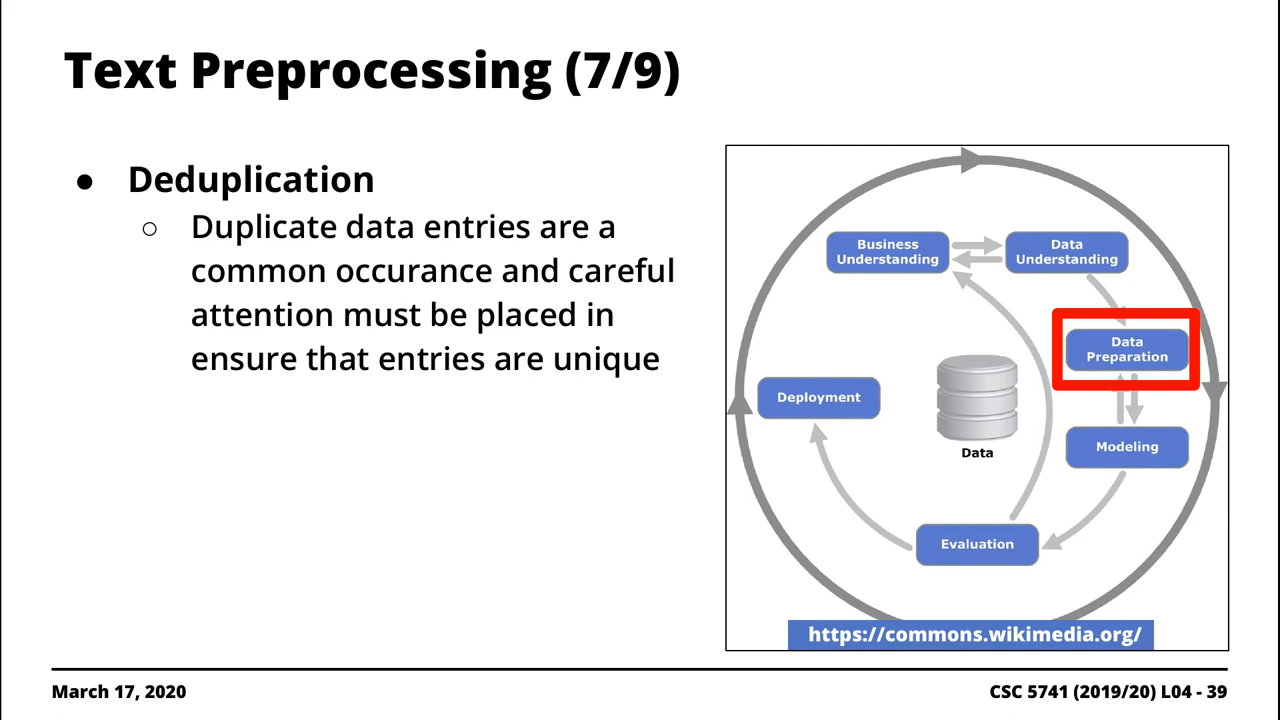 Text Preprocessing (7/9)
● Deduplication
○ Duplicate data entries are a
common occurance and careful
attention must be placed in
ensure that entries are unique
Business
Understanding
Data
Understanding
Data
Preparation
Deployment
Data
Modeling
Evaluation
https://commons.wikimedia.org/
March 17, 2020
CSC 5741 (2019/20) L04 - 39